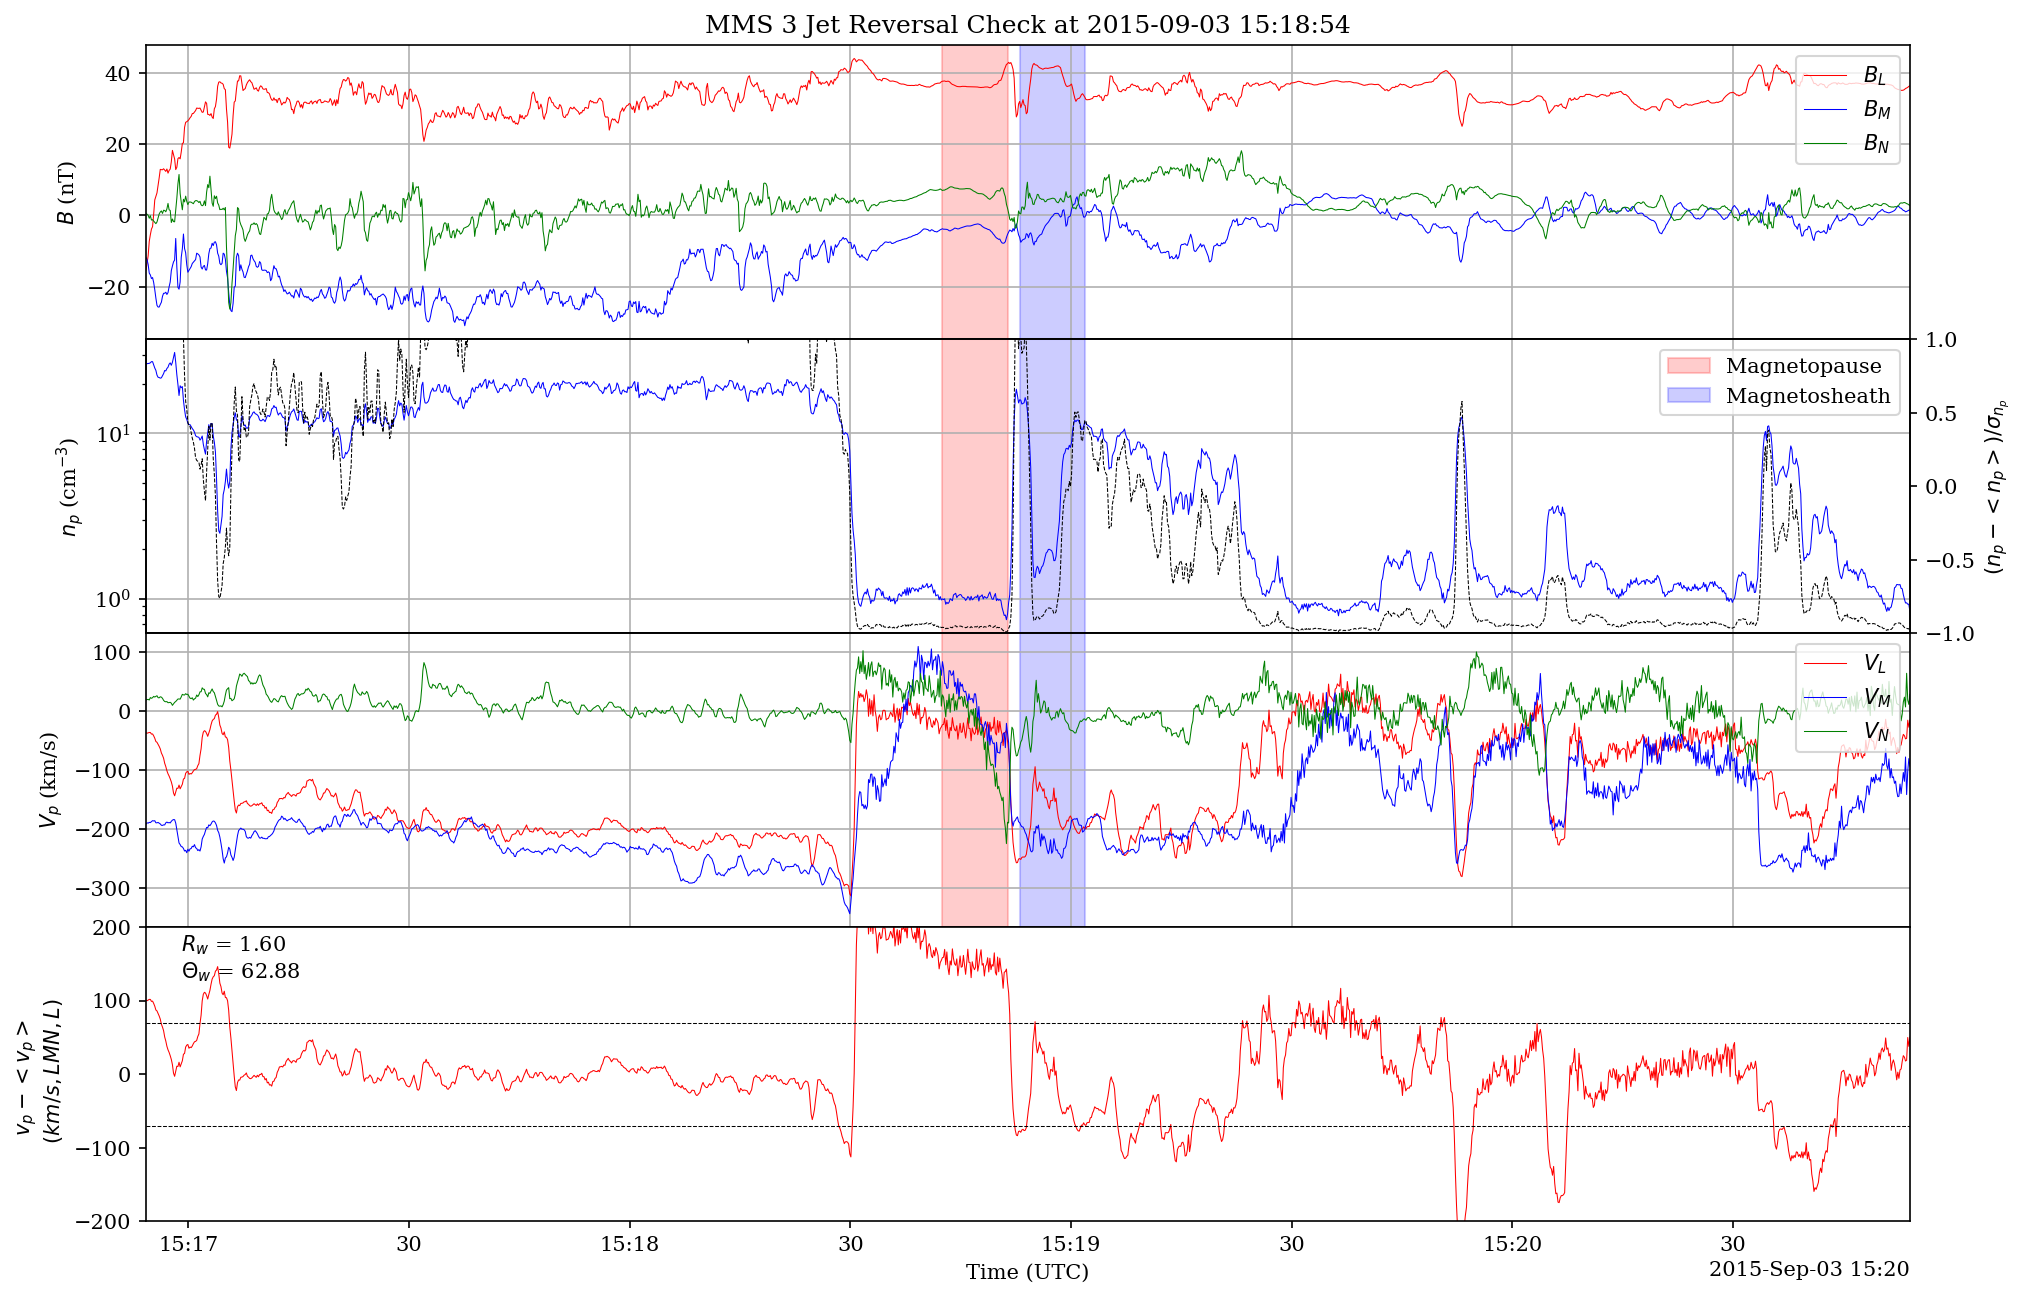 MMS 3 Jet Reversal Check at 2015-09-03 15:18:54
40
20
0
−20
B (nT)
B_L
B_M
B_N
10^1
10^0
n_p (cm^−3)
Magnetopause
Magnetosheath
1.0
0.5
0.0
−0.5
−1.0
(n_p − < n_p >)/σ_{n_p}
100
0
−100
−200
−300
V_p (km/s)
V_L
V_M
V_N
200
100
0
−100
−200
v_p − < v_p >
(km/s, LMN, L)
R_w = 1.60
Θ_w = 62.88
15:17 30 15:18 30 15:19 30 15:20 30
Time (UTC)
2015-Sep-03 15:20